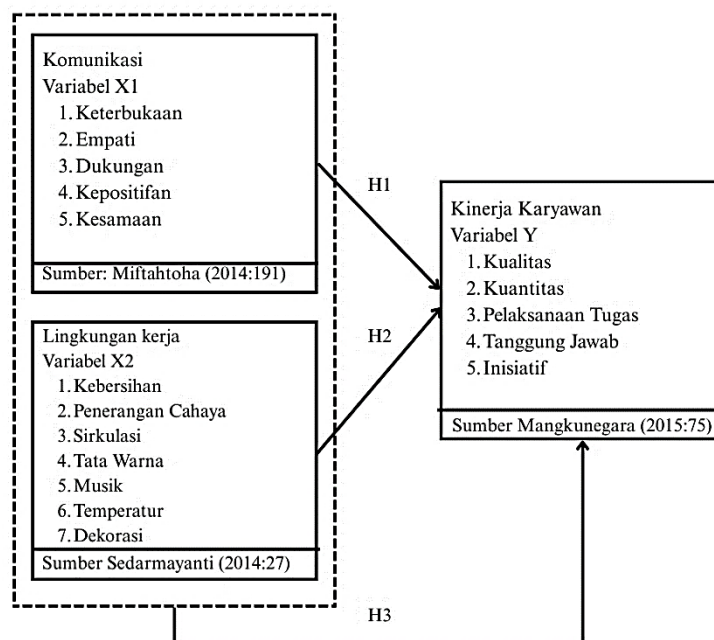 Komunikasi
Variabel X1
1. Keterbukaan
2. Empati
3. Dukungan
4. Kepositifan
5. Kesamaan
Sumber: Miftahtoha (2014:191)
Lingkungan kerja
Variabel X2
1. Kebersihan
2. Penerangan Cahaya
3. Sirkulasi
4. Tata Warna
5. Musik
6. Temperatur
7. Dekorasi
Sumber Sedarmayanti (2014:27)
H1
H2
Kinerja Karyawan
Variabel Y
1. Kualitas
2. Kuantitas
3. Pelaksanaan Tugas
4. Tanggung Jawab
5. Inisiatif
Sumber Mangkunegara (2015:75)
H3